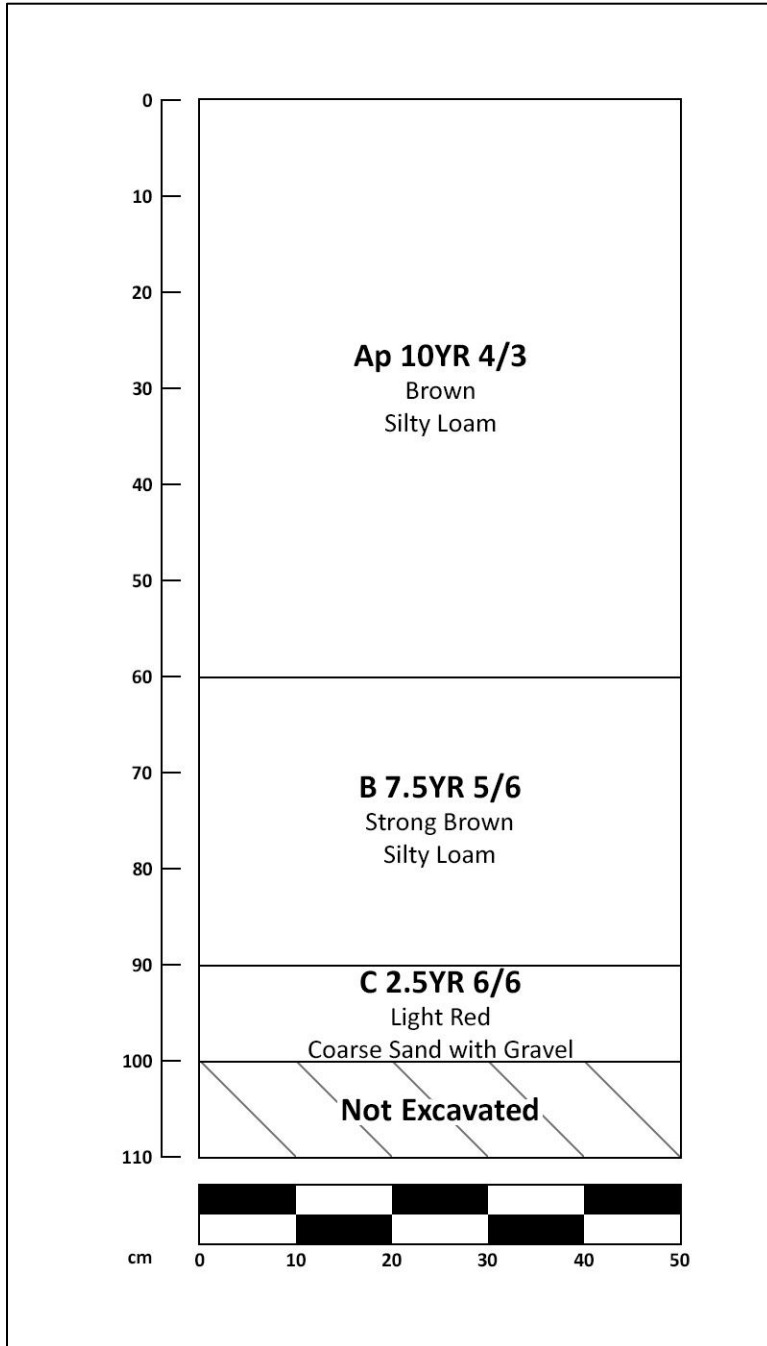 0
10
20
30
40
50
60
70
80
90
100
110
Ap 10YR 4/3
Brown
Silty Loam
B 7.5YR 5/6
Strong Brown
Silty Loam
C 2.5YR 6/6
Light Red
Coarse Sand with Gravel
Not Excavated
cm 0 10 20 30 40 50